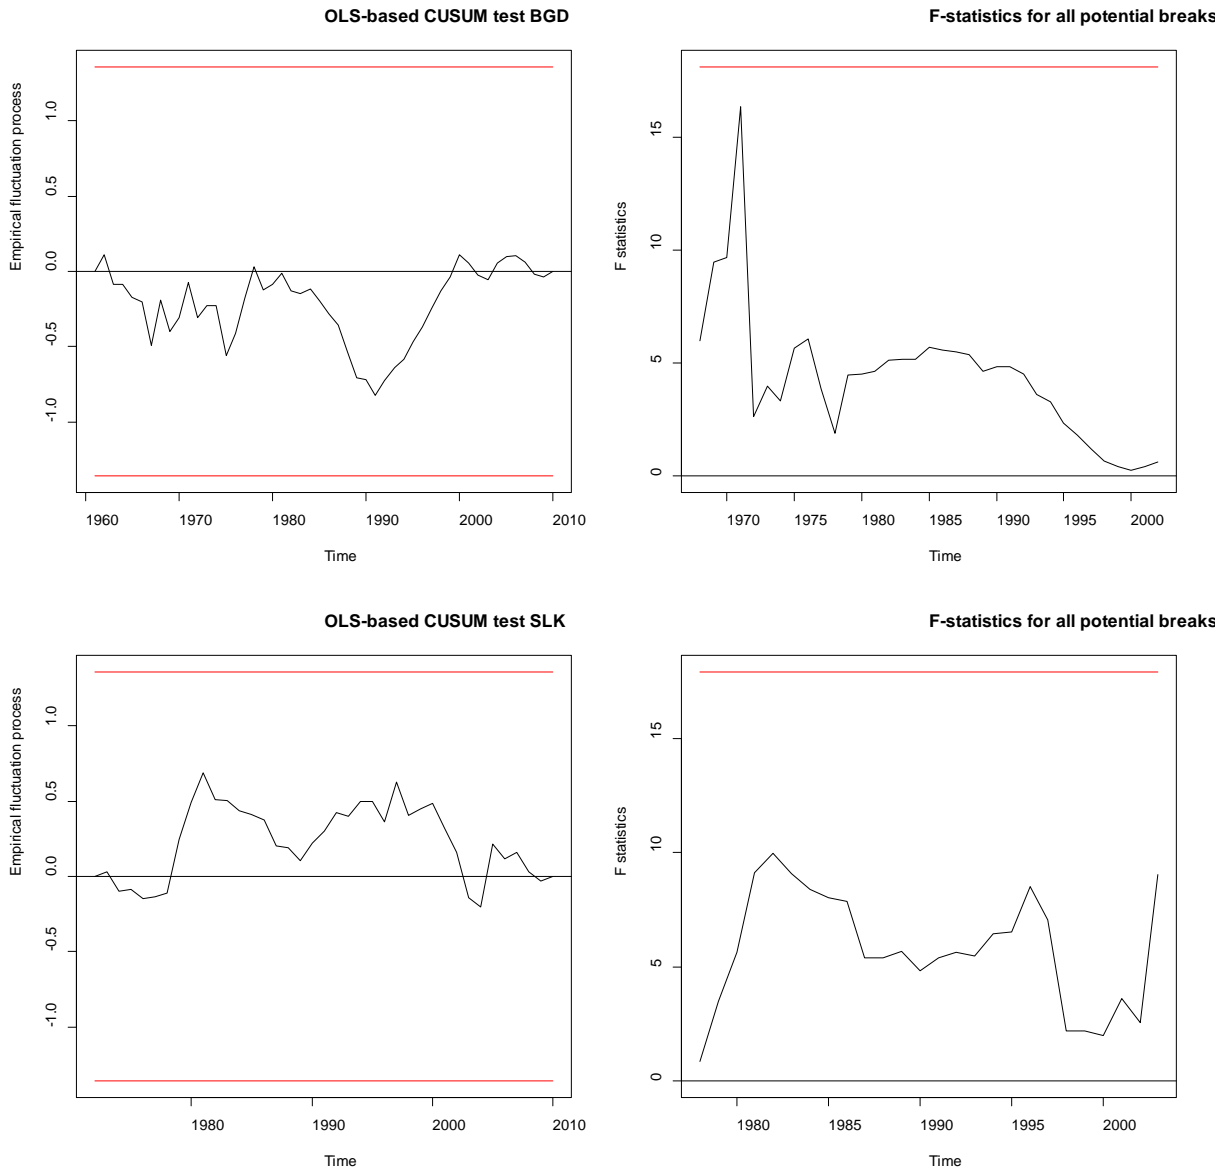 OLS-based CUSUM test BGD
Empirical fluctuation process
1.0
0.5
0.0
-0.5
-1.0
1960 1970 1980 1990 2000 2010
Time
F-statistics for all potential breaks
F statistics
15
10
5
0
1970 1975 1980 1985 1990 1995 2000
Time
OLS-based CUSUM test SLK
Empirical fluctuation process
1.0
0.5
0.0
-0.5
-1.0
1980 1990 2000 2010
Time
F-statistics for all potential breaks
F statistics
15
10
5
0
1980 1985 1990 1995 2000
Time